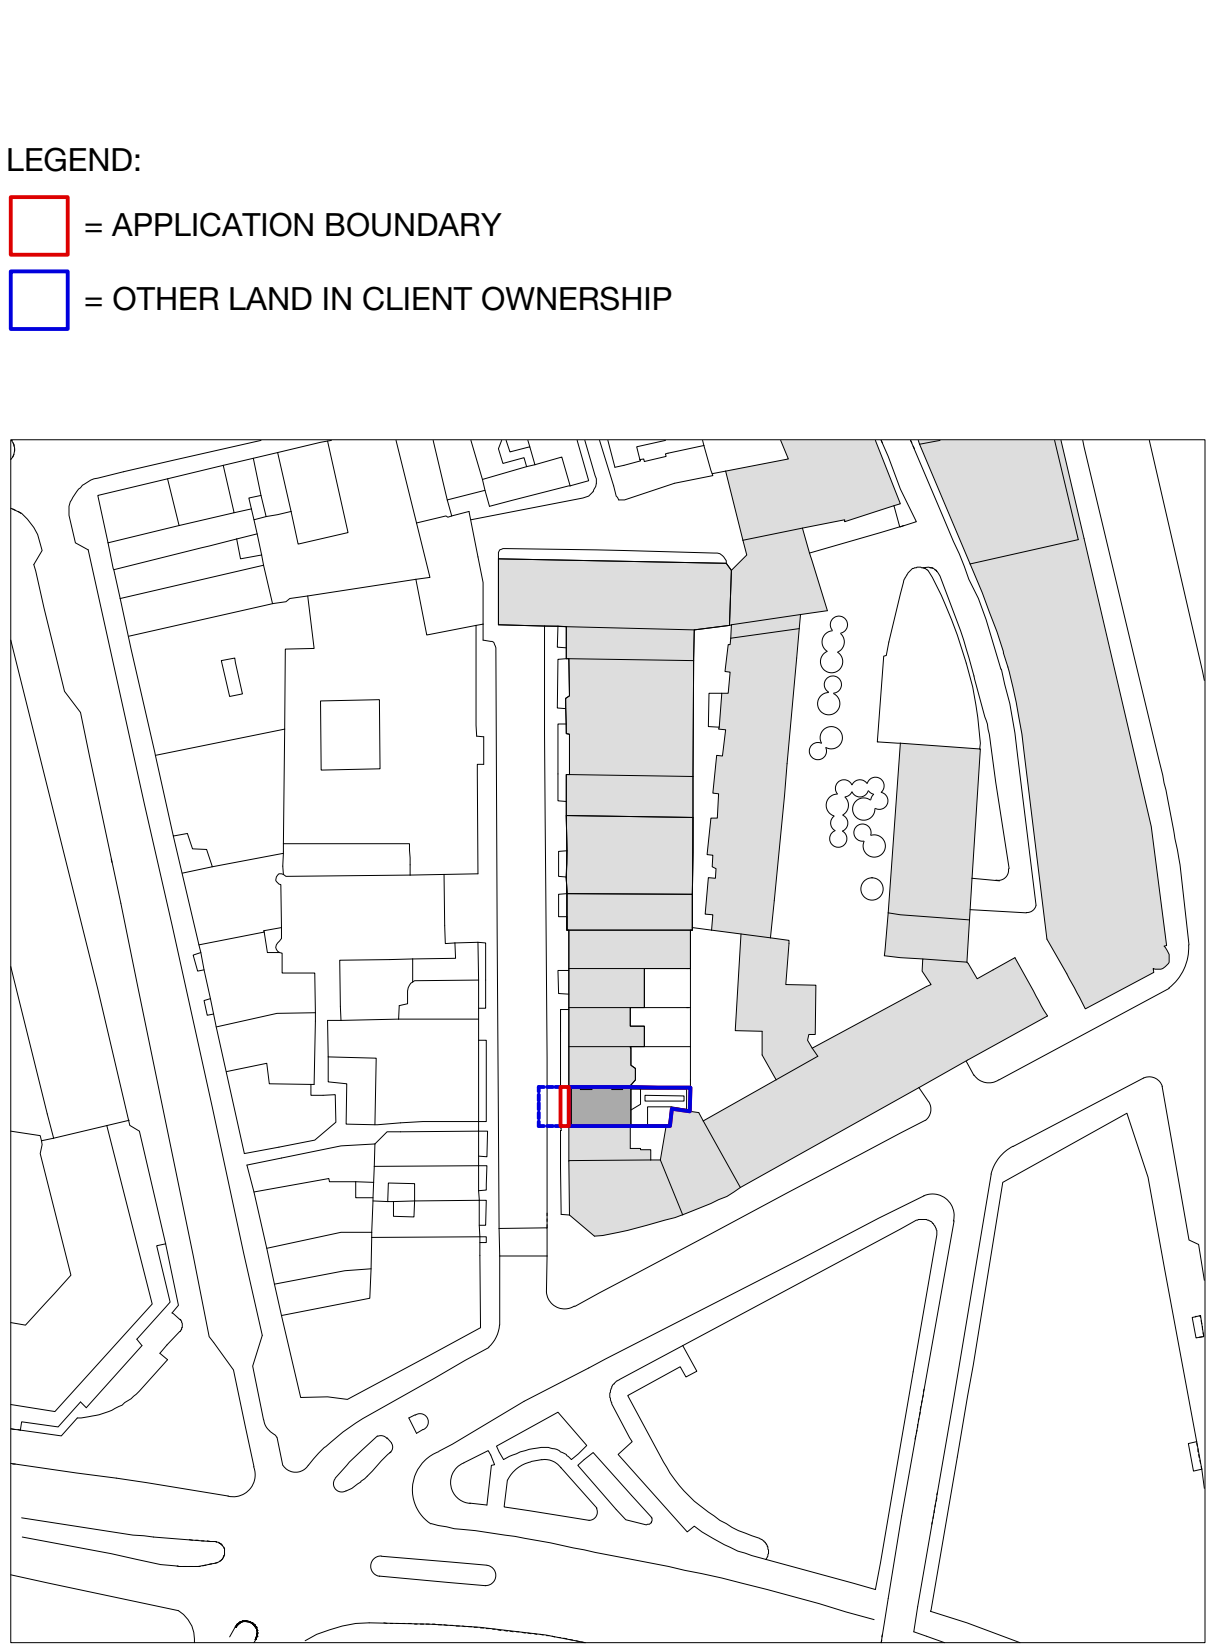 LEGEND:
= APPLICATION BOUNDARY
= OTHER LAND IN CLIENT OWNERSHIP